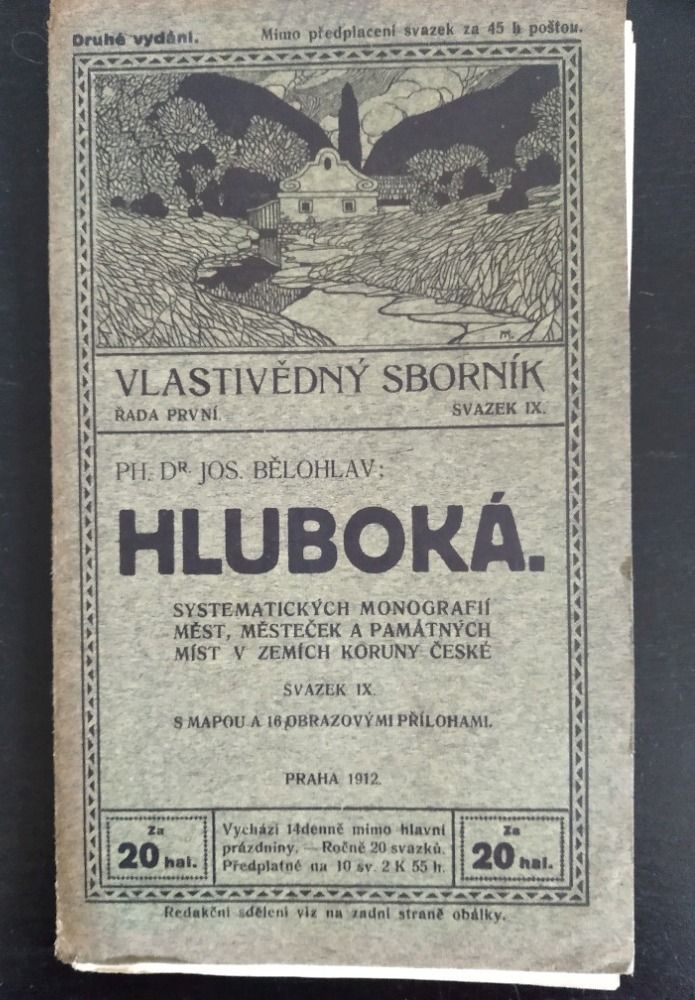 Druhé vydání.
Mimo předplacení svazek za 45 h poštou.
VLASTIVĚDNÝ SBORNÍK
ŘADA PRVNÍ.
SVAZEK IX.
PH. DR. JOS. BĚLOHLAV:
HLUBOKÁ.
SYSTEMATICKÝCH MONOGRAFIÍ
MĚST, MĚSTEČEK A PAMÁTNÝCH
MÍST V ZEMÍCH KORUNY ČESKÉ
SVAZEK IX.
S MAPOU A 16 OBRAZOVÝMI PŘÍLOHAMI.
PRAHA 1912.
Za
20 hal.
Vychází 14denně mimo hlavní
prázdniny. — Ročně 20 svazků.
Předplatné na 10 sv. 2 K 55 h.
Za
20 hal.
Redakční sdělení viz na zadní straně obálky.